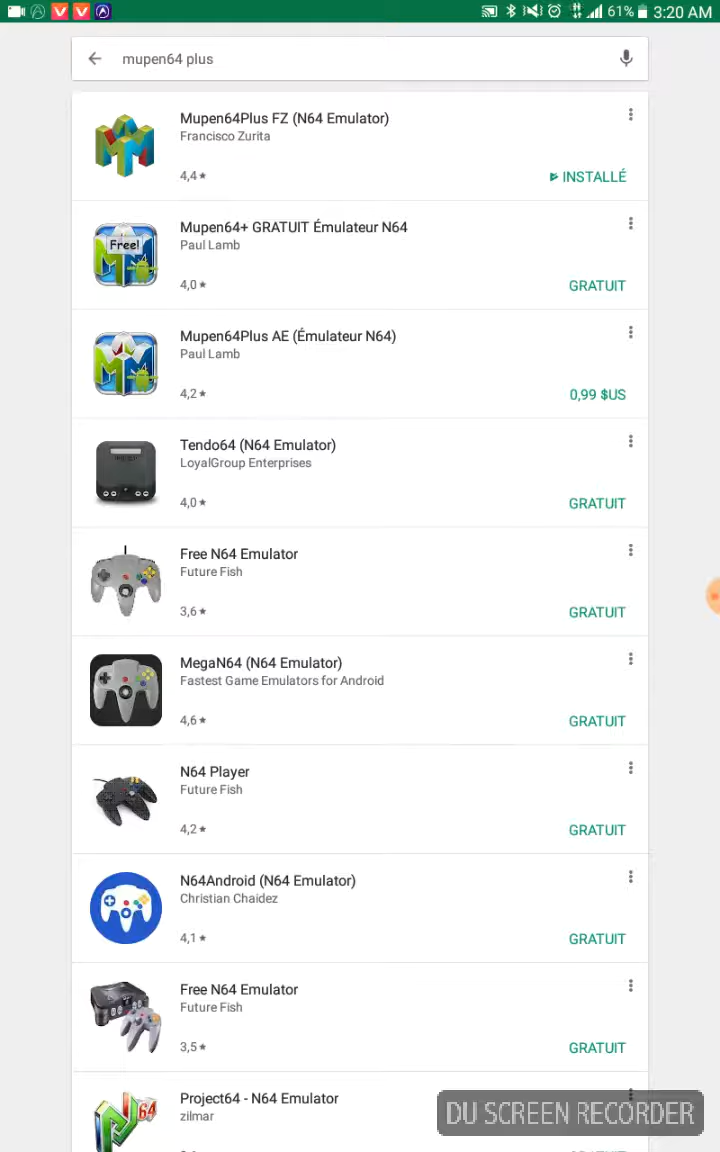 61% 3:20 AM
mupen64 plus
Mupen64Plus FZ (N64 Emulator)
Francisco Zurita
4,4★
INSTALLÉ
Free!
Mupen64+ GRATUIT Émulateur N64
Paul Lamb
4,0★
GRATUIT
Mupen64Plus AE (Émulateur N64)
Paul Lamb
4,2★
0,99 $US
Tendo64 (N64 Emulator)
LoyalGroup Enterprises
4,0★
GRATUIT
Free N64 Emulator
Future Fish
3,6★
GRATUIT
MegaN64 (N64 Emulator)
Fastest Game Emulators for Android
4,6★
GRATUIT
N64 Player
Future Fish
4,2★
GRATUIT
N64Android (N64 Emulator)
Christian Chaidez
4,1★
GRATUIT
Free N64 Emulator
Future Fish
3,5★
GRATUIT
64
Project64 - N64 Emulator
zilmar
DU SCREEN RECORDER